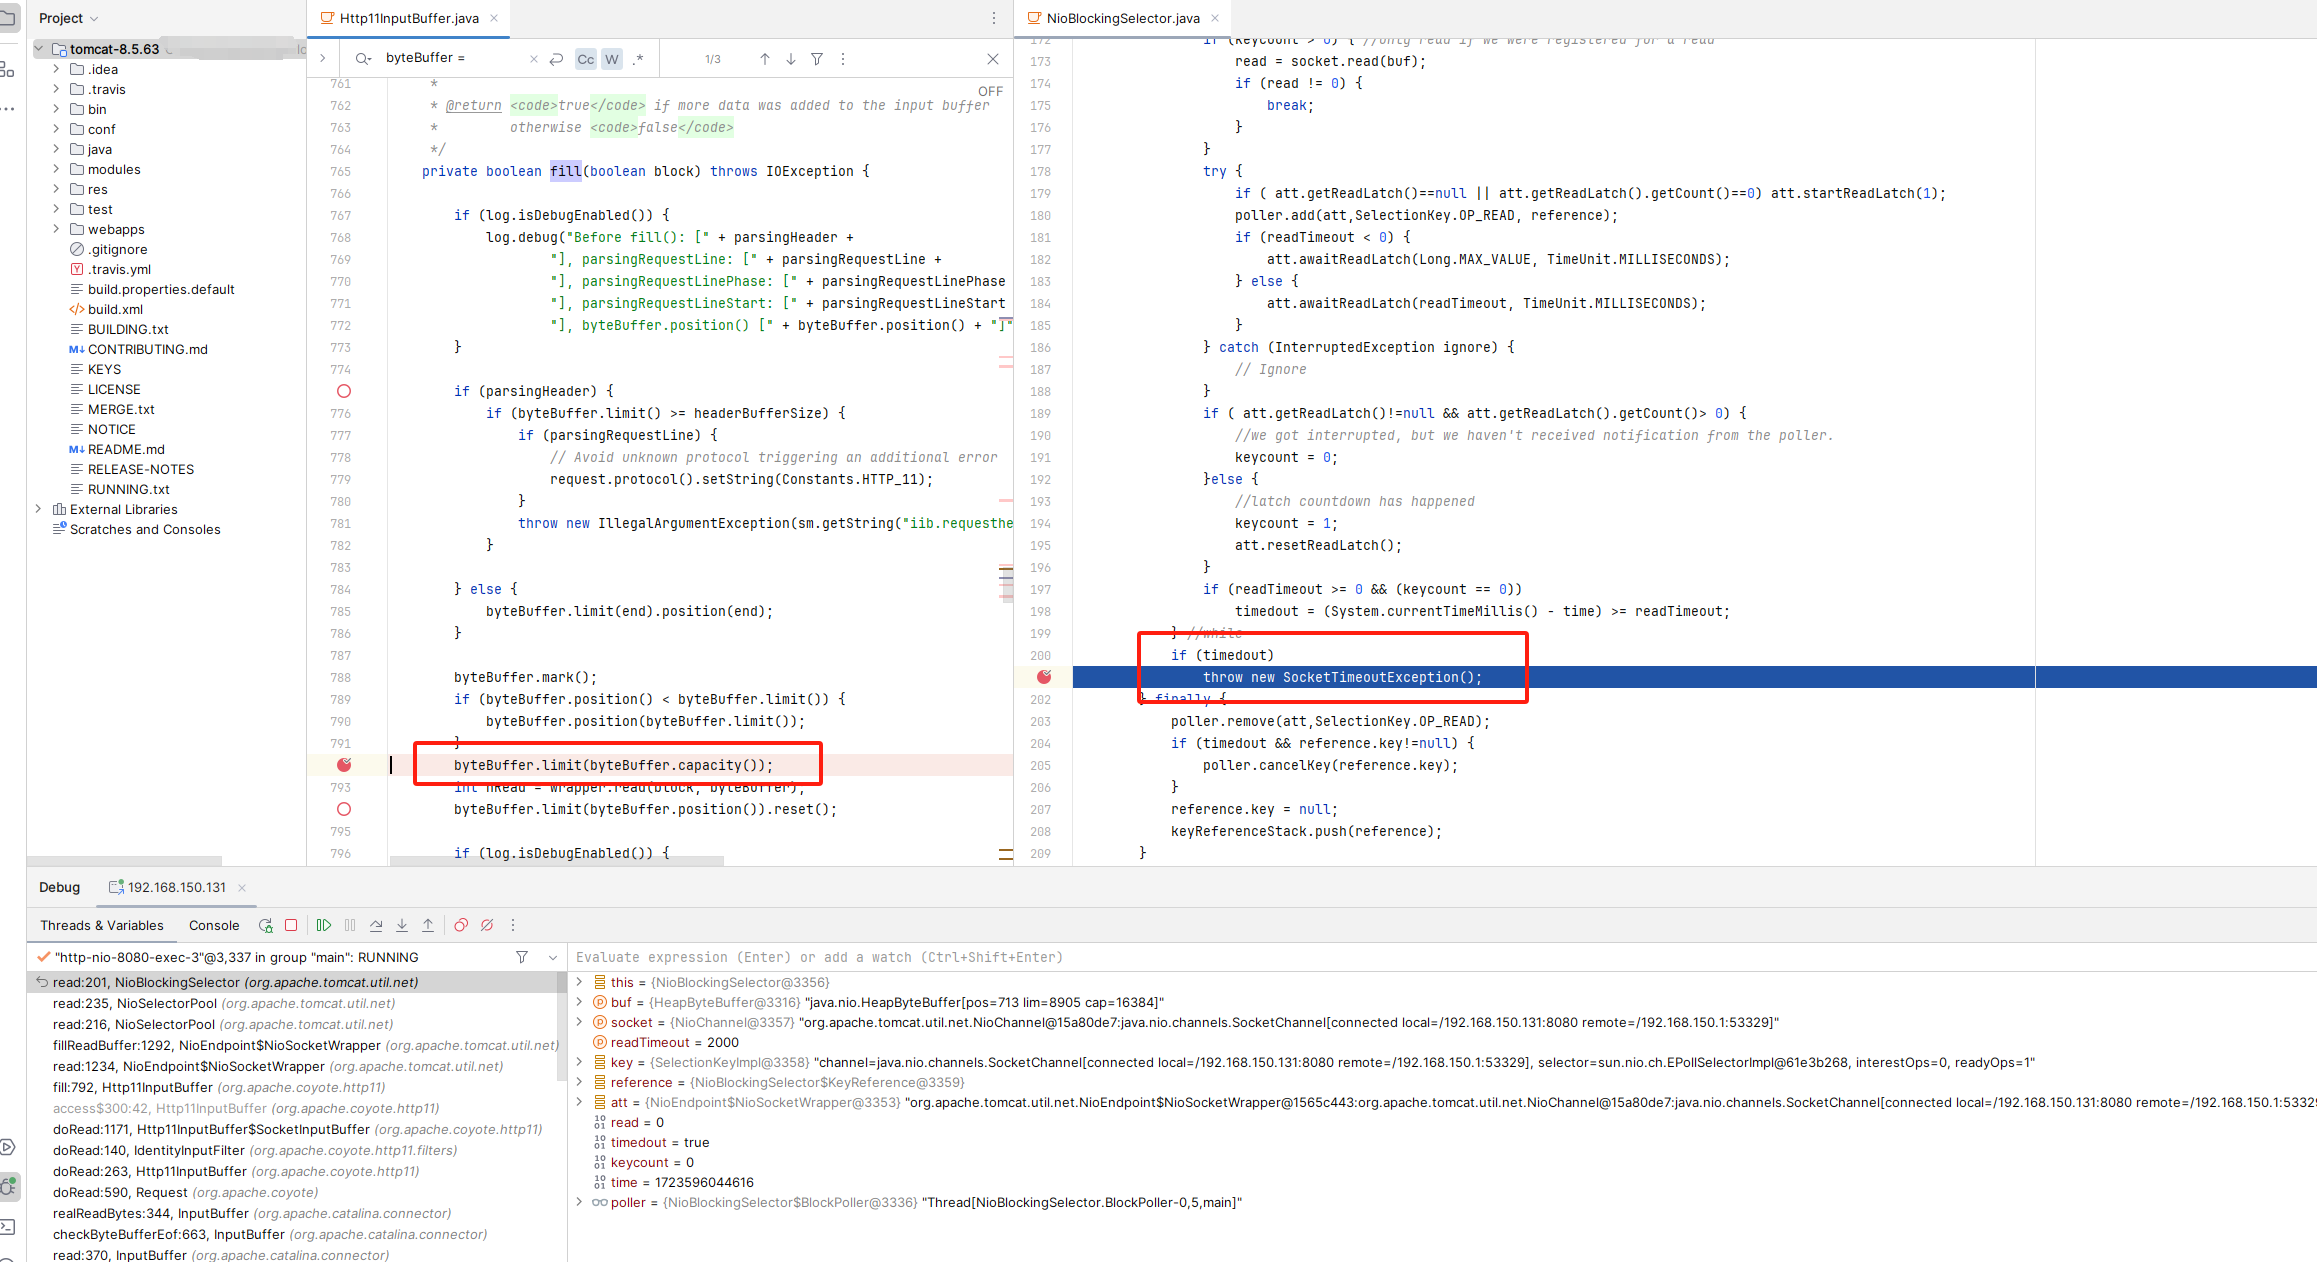 Project
tomcat-8.5.63
.idea
.travis
bin
conf
java
modules
res
test
webapps
.gitignore
.travis.yml
build.properties.default
build.xml
BUILDING.txt
CONTRIBUTING.md
KEYS
LICENSE
MERGE.txt
NOTICE
README.md
RELEASE-NOTES
RUNNING.txt
External Libraries
Scratches and Consoles
Http11InputBuffer.java
byteBuffer =
Cc W .*
1/3
OFF
761 *
762 * @return <code>true</code> if more data was added to the input buffer
763 * otherwise <code>false</code>
764 */
765 private boolean fill(boolean block) throws IOException {
766
767 if (log.isDebugEnabled()) {
768 log.debug("Before fill(): [" + parsingHeader +
769 "], parsingRequestLine: [" + parsingRequestLine +
770 "], parsingRequestLinePhase: [" + parsingRequestLinePhase
771 "], parsingRequestLineStart: [" + parsingRequestLineStart
772 "], byteBuffer.position() [" + byteBuffer.position() + "]"
773 }
774
if (parsingHeader) {
776 if (byteBuffer.limit() >= headerBufferSize) {
777 if (parsingRequestLine) {
778 // Avoid unknown protocol triggering an additional error
779 request.protocol().setString(Constants.HTTP_11);
780 }
781 throw new IllegalArgumentException(sm.getString("iib.requesthe
782 }
783
784 } else {
785 byteBuffer.limit(end).position(end);
786 }
787
788 byteBuffer.mark();
789 if (byteBuffer.position() < byteBuffer.limit()) {
790 byteBuffer.position(byteBuffer.limit());
791 }
byteBuffer.limit(byteBuffer.capacity());
793 int nRead = wrapper.read(block, byteBuffer);
byteBuffer.limit(byteBuffer.position()).reset();
795
796 if (log.isDebugEnabled()) {
NioBlockingSelector.java
172 if (keycount > 0) { //only read if we were registered for a read
173 read = socket.read(buf);
174 if (read != 0) {
175 break;
176 }
177 }
178 try {
179 if ( att.getReadLatch()==null || att.getReadLatch().getCount()==0) att.startReadLatch(1);
180 poller.add(att,SelectionKey.OP_READ, reference);
181 if (readTimeout < 0) {
182 att.awaitReadLatch(Long.MAX_VALUE, TimeUnit.MILLISECONDS);
183 } else {
184 att.awaitReadLatch(readTimeout, TimeUnit.MILLISECONDS);
185 }
186 } catch (InterruptedException ignore) {
187 // Ignore
188 }
189 if ( att.getReadLatch()!=null && att.getReadLatch().getCount()> 0) {
190 //we got interrupted, but we haven't received notification from the poller.
191 keycount = 0;
192 }else {
193 //latch countdown has happened
194 keycount = 1;
195 att.resetReadLatch();
196 }
197 if (readTimeout >= 0 && (keycount == 0))
198 timedout = (System.currentTimeMillis() - time) >= readTimeout;
199 } //while
200 if (timedout)
throw new SocketTimeoutException();
202 } finally {
203 poller.remove(att,SelectionKey.OP_READ);
204 if (timedout && reference.key!=null) {
205 poller.cancelKey(reference.key);
206 }
207 reference.key = null;
208 keyReferenceStack.push(reference);
209 }
Debug 192.168.150.131
Threads & Variables Console
"http-nio-8080-exec-3"@3,337 in group "main": RUNNING
read:201, NioBlockingSelector (org.apache.tomcat.util.net)
read:235, NioSelectorPool (org.apache.tomcat.util.net)
read:216, NioSelectorPool (org.apache.tomcat.util.net)
fillReadBuffer:1292, NioEndpoint$NioSocketWrapper (org.apache.tomcat.util.net)
read:1234, NioEndpoint$NioSocketWrapper (org.apache.tomcat.util.net)
fill:792, Http11InputBuffer (org.apache.coyote.http11)
access$300:42, Http11InputBuffer (org.apache.coyote.http11)
doRead:1171, Http11InputBuffer$SocketInputBuffer (org.apache.coyote.http11)
doRead:140, IdentityInputFilter (org.apache.coyote.http11.filters)
doRead:263, Http11InputBuffer (org.apache.coyote.http11)
doRead:590, Request (org.apache.coyote)
realReadBytes:344, InputBuffer (org.apache.catalina.connector)
checkByteBufferEof:663, InputBuffer (org.apache.catalina.connector)
read:370, InputBuffer (org.apache.catalina.connector)
Evaluate expression (Enter) or add a watch (Ctrl+Shift+Enter)
this = {NioBlockingSelector@3356}
buf = {HeapByteBuffer@3316} "java.nio.HeapByteBuffer[pos=713 lim=8905 cap=16384]"
socket = {NioChannel@3357} "org.apache.tomcat.util.net.NioChannel@15a80de7:java.nio.channels.SocketChannel[connected local=/192.168.150.131:8080 remote=/192.168.150.1:53329]"
readTimeout = 2000
key = {SelectionKeyImpl@3358} "channel=java.nio.channels.SocketChannel[connected local=/192.168.150.131:8080 remote=/192.168.150.1:53329], selector=sun.nio.ch.EPollSelectorImpl@61e3b268, interestOps=0, readyOps=1"
reference = {NioBlockingSelector$KeyReference@3359}
att = {NioEndpoint$NioSocketWrapper@3353} "org.apache.tomcat.util.net.NioEndpoint$NioSocketWrapper@1565c443:org.apache.tomcat.util.net.NioChannel@15a80de7:java.nio.channels.SocketChannel[connected local=/192.168.150.131:8080 remote=/192.168.150.1:5332
read = 0
timedout = true
keycount = 0
time = 1723596044616
poller = {NioBlockingSelector$BlockPoller@3336} "Thread[NioBlockingSelector.BlockPoller-0,5,main]"